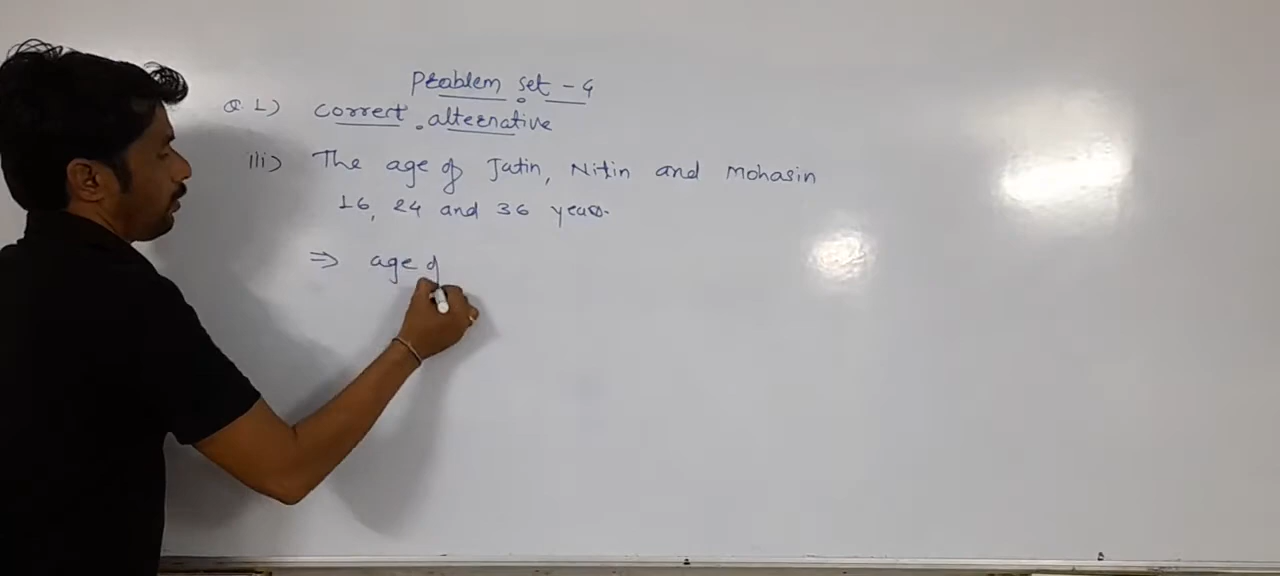 Problem set - 4
Q. 1) correct alternative
iii) The age of Jatin, Nitin and Mohasin
16, 24 and 36 years.
⇒ age of